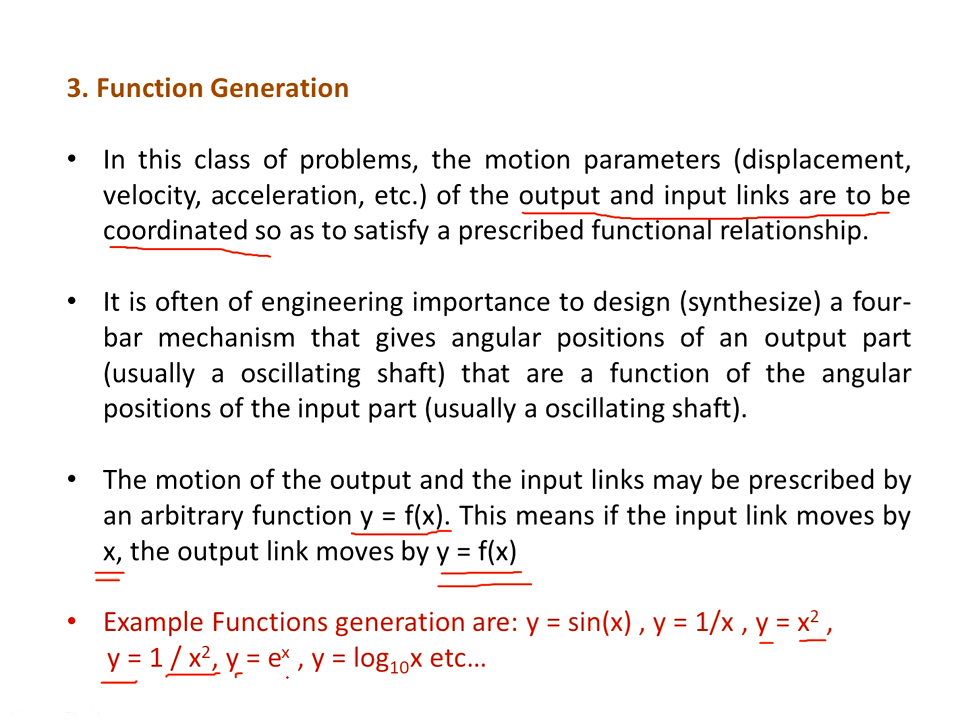 3. Function Generation
• In this class of problems, the motion parameters (displacement,
velocity, acceleration, etc.) of the output and input links are to be
coordinated so as to satisfy a prescribed functional relationship.
• It is often of engineering importance to design (synthesize) a four-
bar mechanism that gives angular positions of an output part
(usually a oscillating shaft) that are a function of the angular
positions of the input part (usually a oscillating shaft).
• The motion of the output and the input links may be prescribed by
an arbitrary function y = f(x). This means if the input link moves by
x, the output link moves by y = f(x)
• Example Functions generation are: y = sin(x) , y = 1/x , y = x² ,
y = 1 / x², y = eˣ , y = log₁₀x etc…